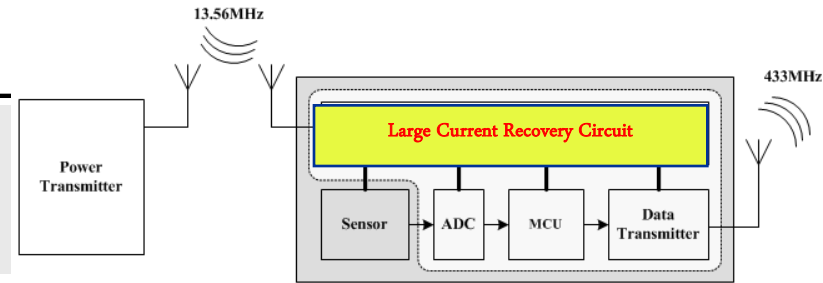 13.56MHz
433MHz
Large Current Recovery Circuit
Power
Transmitter
Sensor
ADC
MCU
Data
Transmitter